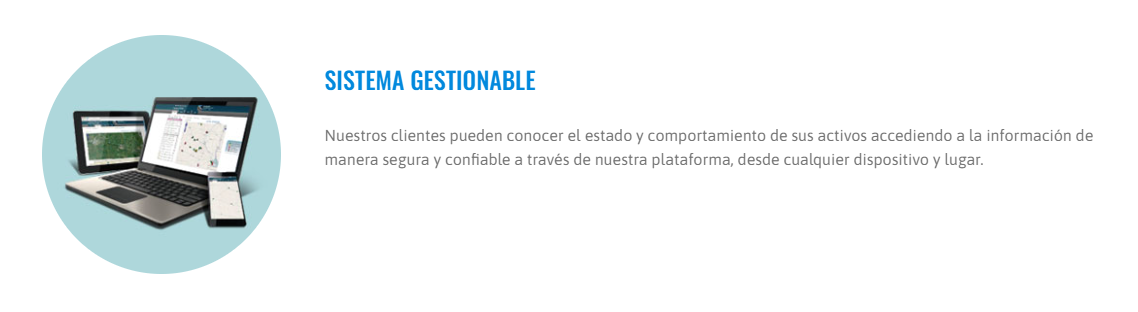 SISTEMA GESTIONABLE
Nuestros clientes pueden conocer el estado y comportamiento de sus activos accediendo a la información de
manera segura y confiable a través de nuestra plataforma, desde cualquier dispositivo y lugar.